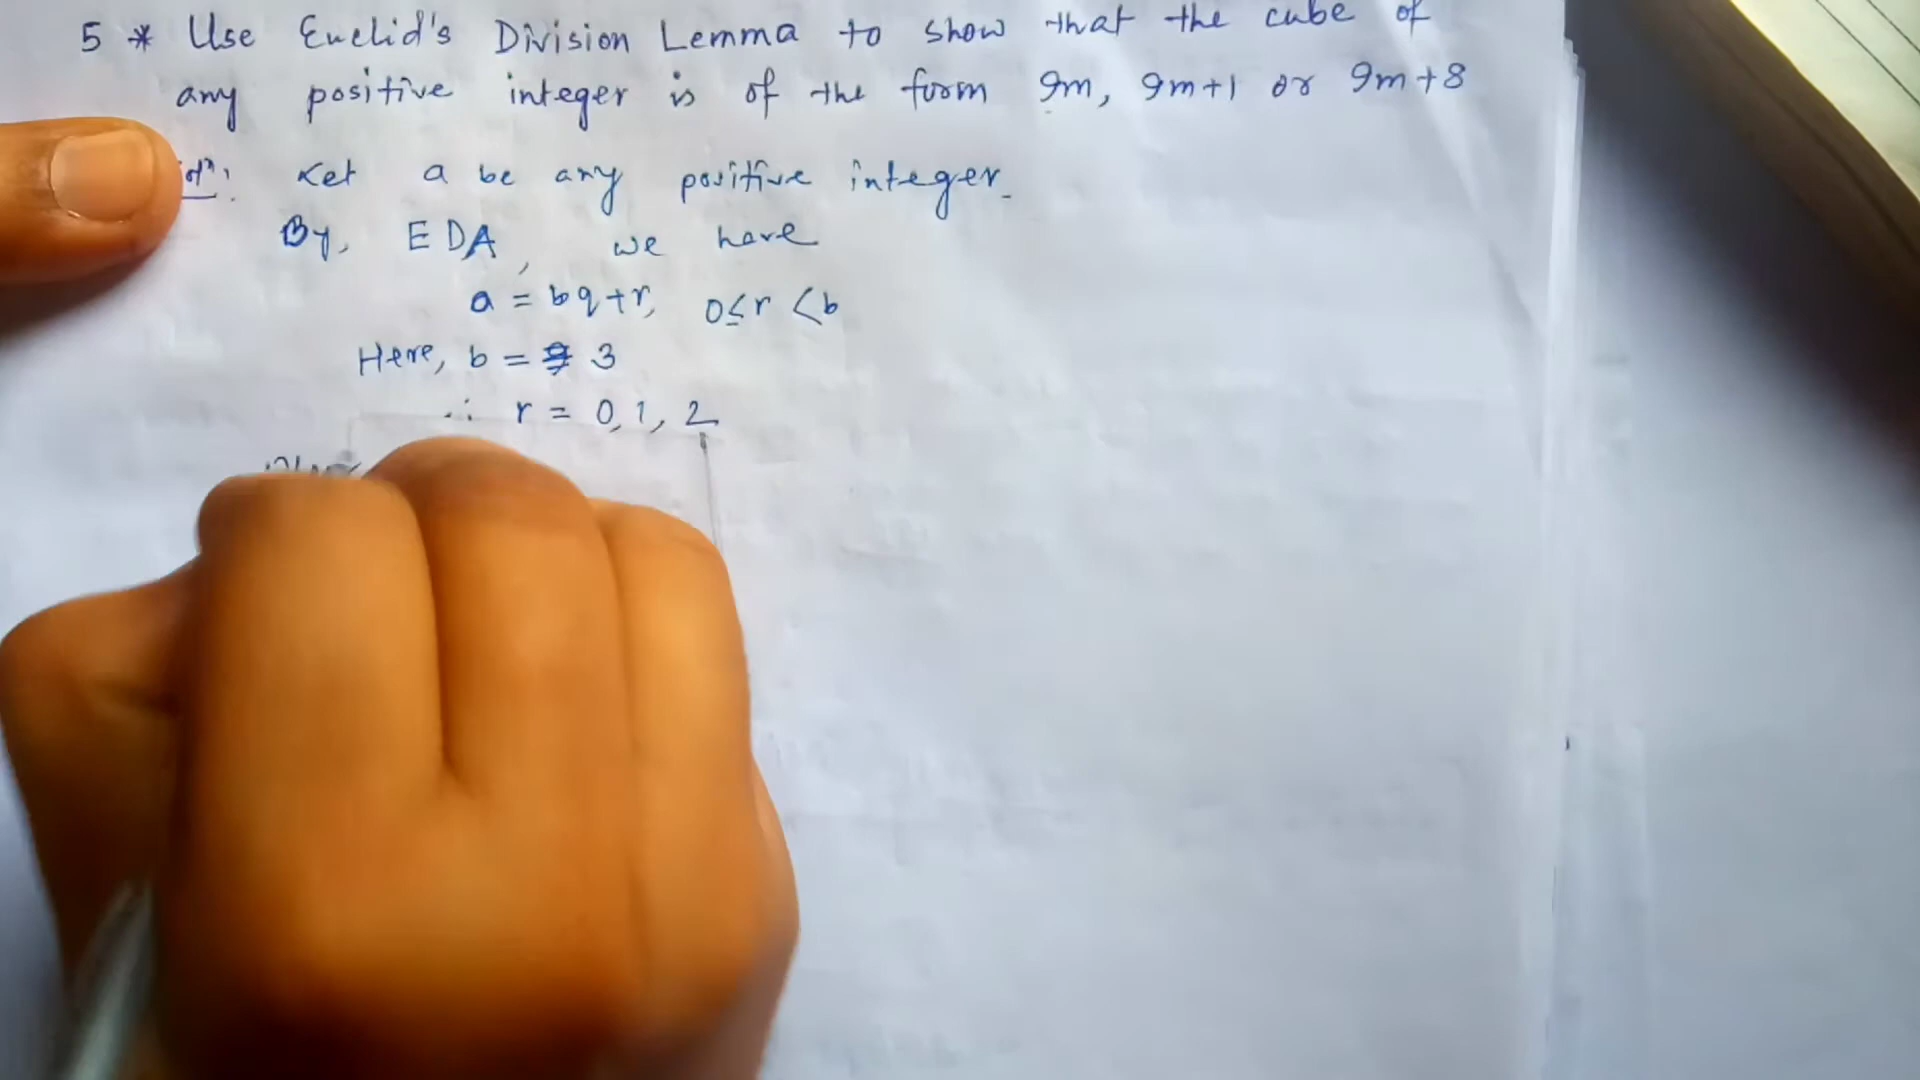 5 * Use Euclid's Division Lemma to show that the cube of
any positive integer is of the form 9m, 9m+1 or 9m+8
Let a be any positive integer.
By, EDA, we have
a = bq+r, 0≤r <b
Here, b = 3
∴ r = 0, 1, 2